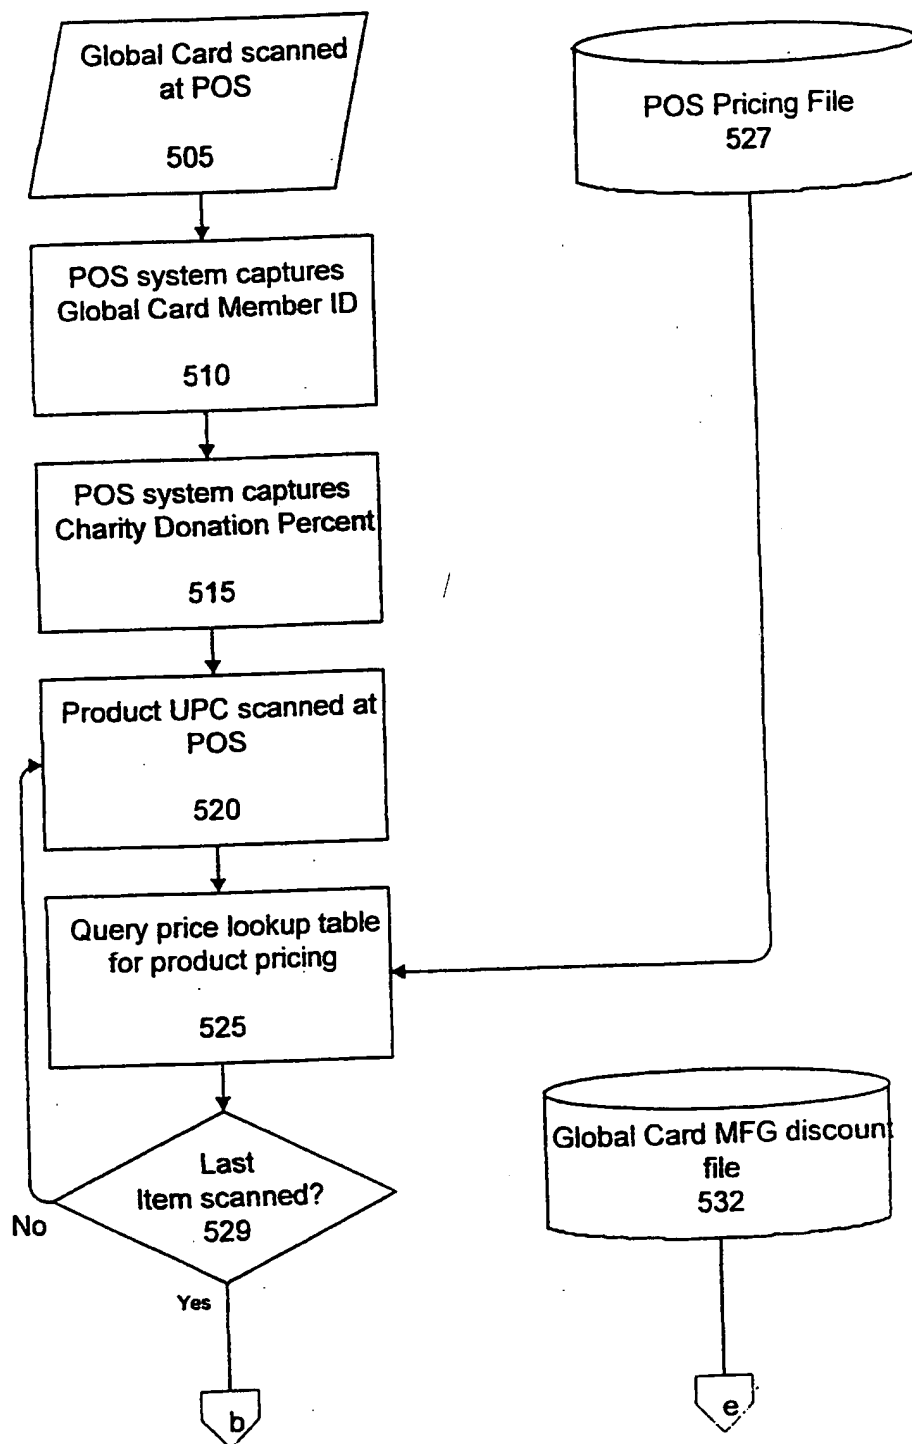 Global Card scanned
at POS
505
POS Pricing File
527
POS system captures
Global Card Member ID
510
POS system captures
Charity Donation Percent
515
Product UPC scanned at
POS
520
Query price lookup table
for product pricing
525
Last
Item scanned?
529
No
Yes
Global Card MFG discount
file
532
b
e